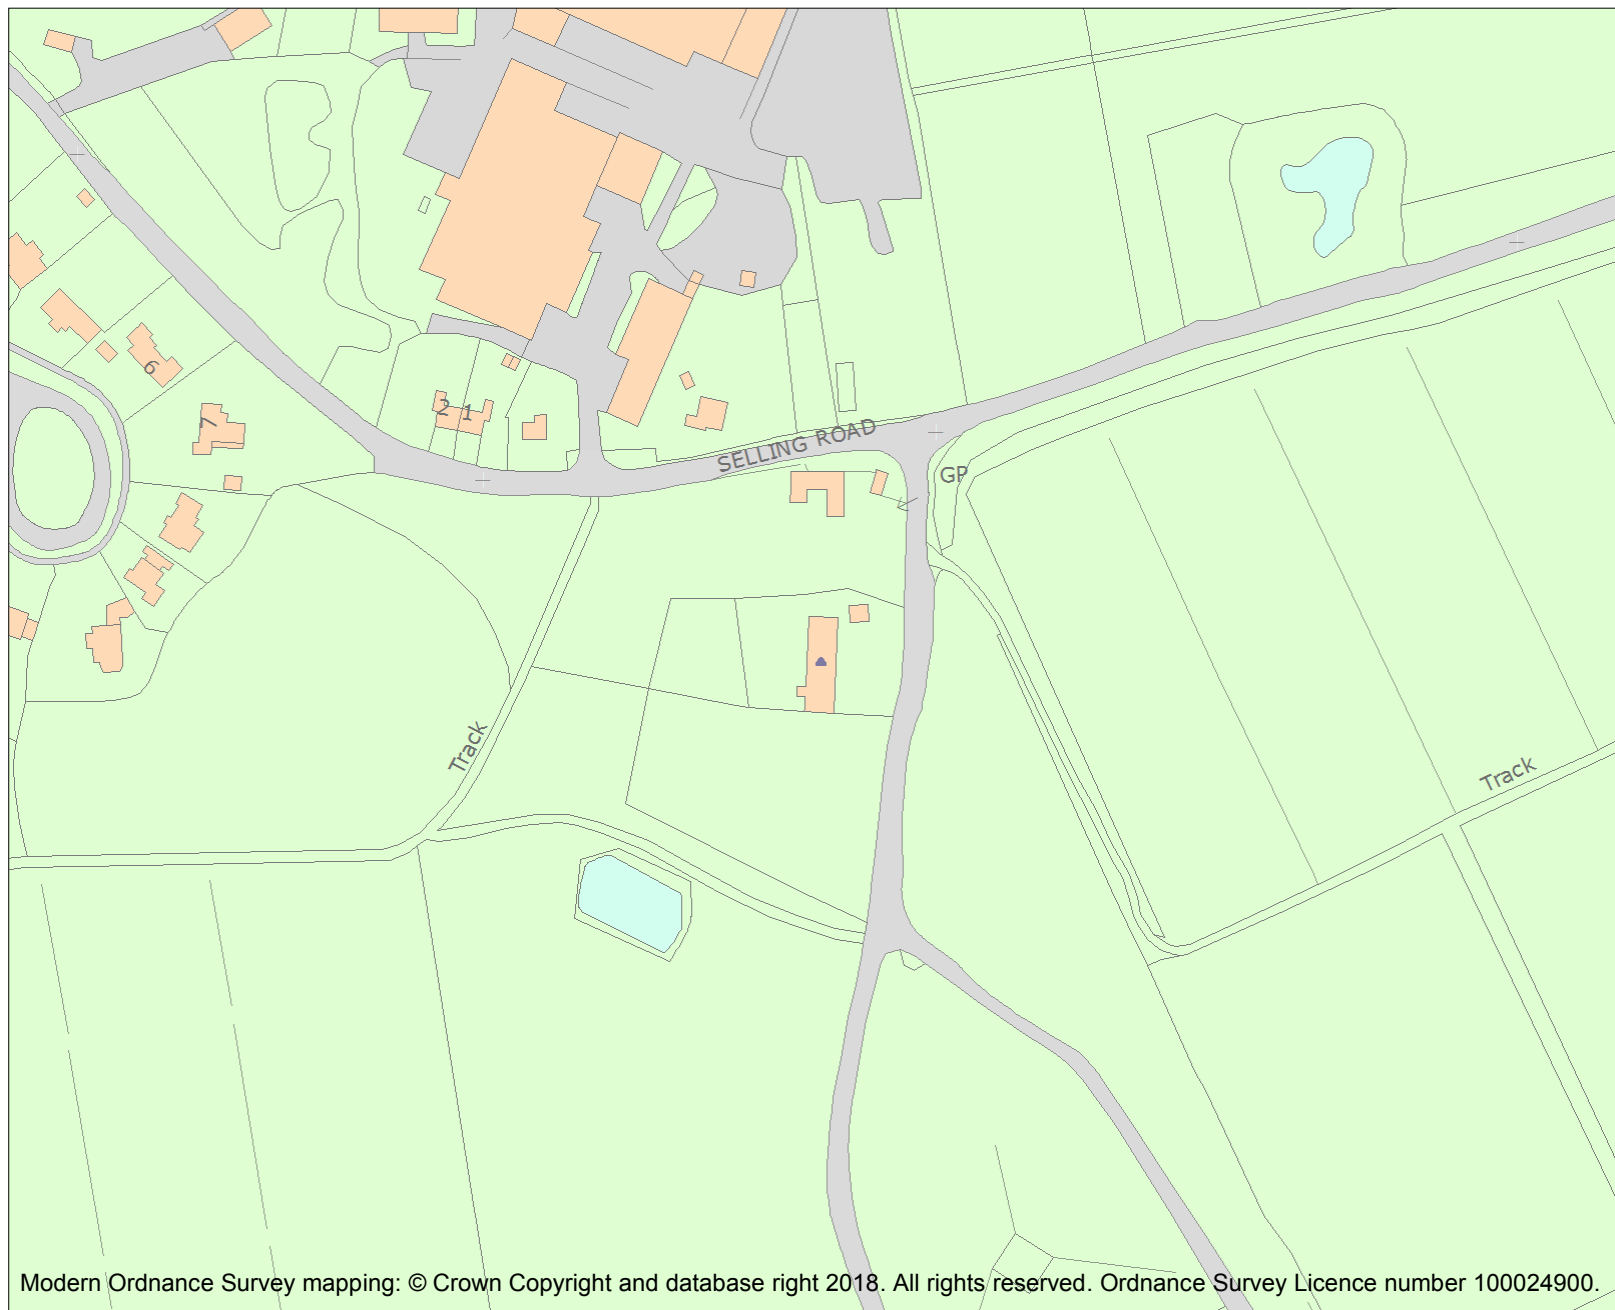 6
7
2 1
SELLING ROAD
GP
Track
Track
Modern Ordnance Survey mapping: © Crown Copyright and database right 2018. All rights reserved. Ordnance Survey Licence number 100024900.